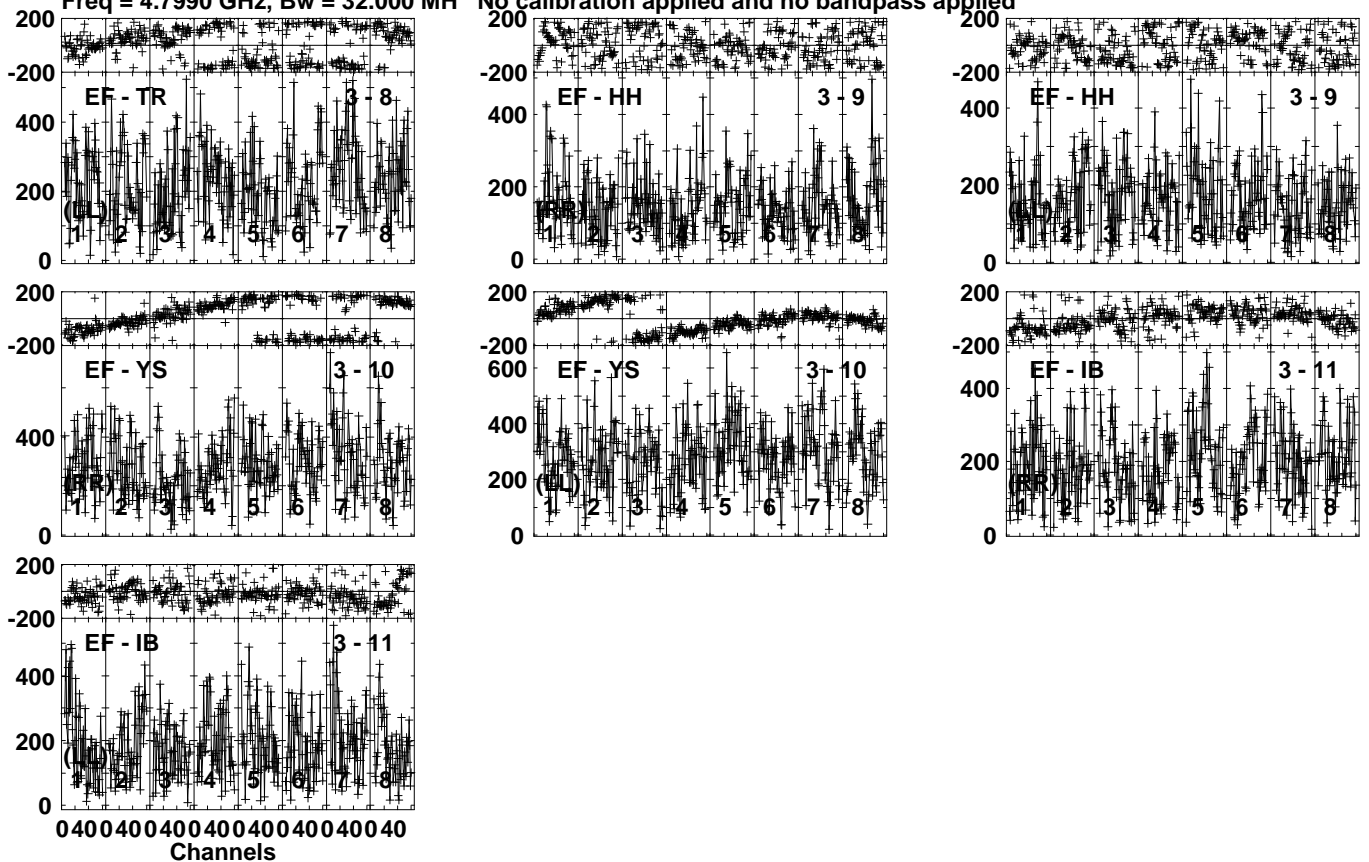 Freq = 4.7990 GHz, Bw = 32.000 MH No calibration applied and no bandpass applied
200
-200
EF - TR 3 - 8
400
200
(LL)
1 2 3 4 5 6 7 8
0
200
-200
EF - HH 3 - 9
400
200
(RR)
1 2 3 4 5 6 7 8
0
200
-200
EF - HH 3 - 9
400
200
(LL)
1 2 3 4 5 6 7 8
0
200
-200
EF - YS 3 - 10
400
(RR)
1 2 3 4 5 6 7 8
0
200
-200
EF - YS 3 - 10
600
400
200
(LL)
1 2 3 4 5 6 7 8
0
200
-200
EF - IB 3 - 11
400
200
(RR)
1 2 3 4 5 6 7 8
0
200
-200
EF - IB 3 - 11
400
200
(LL)
1 2 3 4 5 6 7 8
0
0 40 0 40 0 40 0 40 0 40 0 40 0 40 0 40
Channels